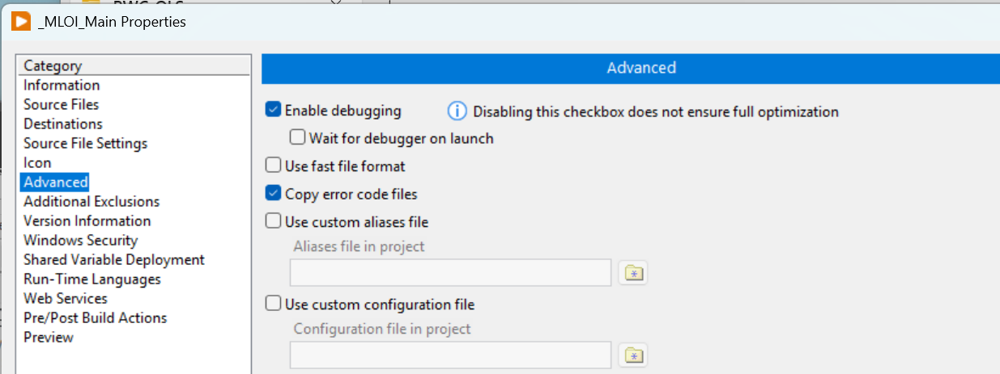 _MLOI_Main Properties
Category
Information
Source Files
Destinations
Source File Settings
Icon
Advanced
Additional Exclusions
Version Information
Windows Security
Shared Variable Deployment
Run-Time Languages
Web Services
Pre/Post Build Actions
Preview
Advanced
Enable debugging
Disabling this checkbox does not ensure full optimization
Wait for debugger on launch
Use fast file format
Copy error code files
Use custom aliases file
Aliases file in project
Use custom configuration file
Configuration file in project